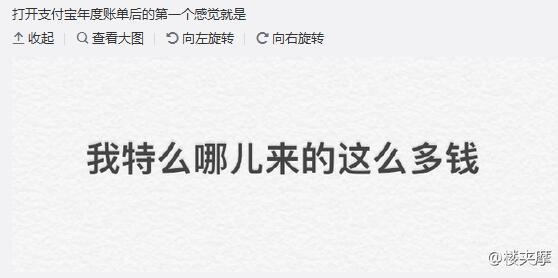 打开支付宝年度账单后的第一个感觉就是
收起 查看大图 向左旋转 向右旋转
我特么哪儿来的这么多钱
@楼夹摩